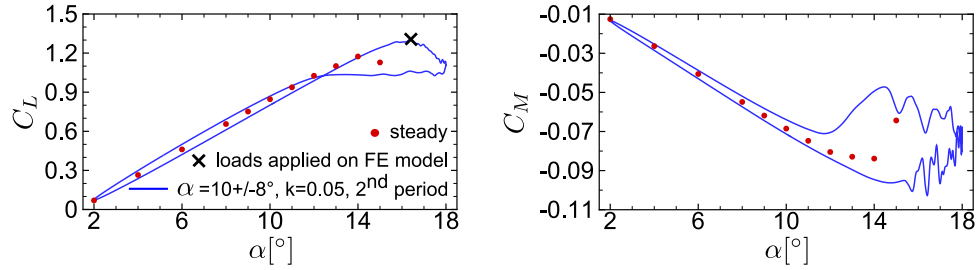 1.5
1.2
0.9
0.6
0.3
0
C_L
steady
loads applied on FE model
α =10+/-8°, k=0.05, 2nd period
2 6 10 14 18
α[°]
-0.01
-0.03
-0.05
-0.07
-0.09
-0.11
C_M
2 6 10 14 18
α[°]